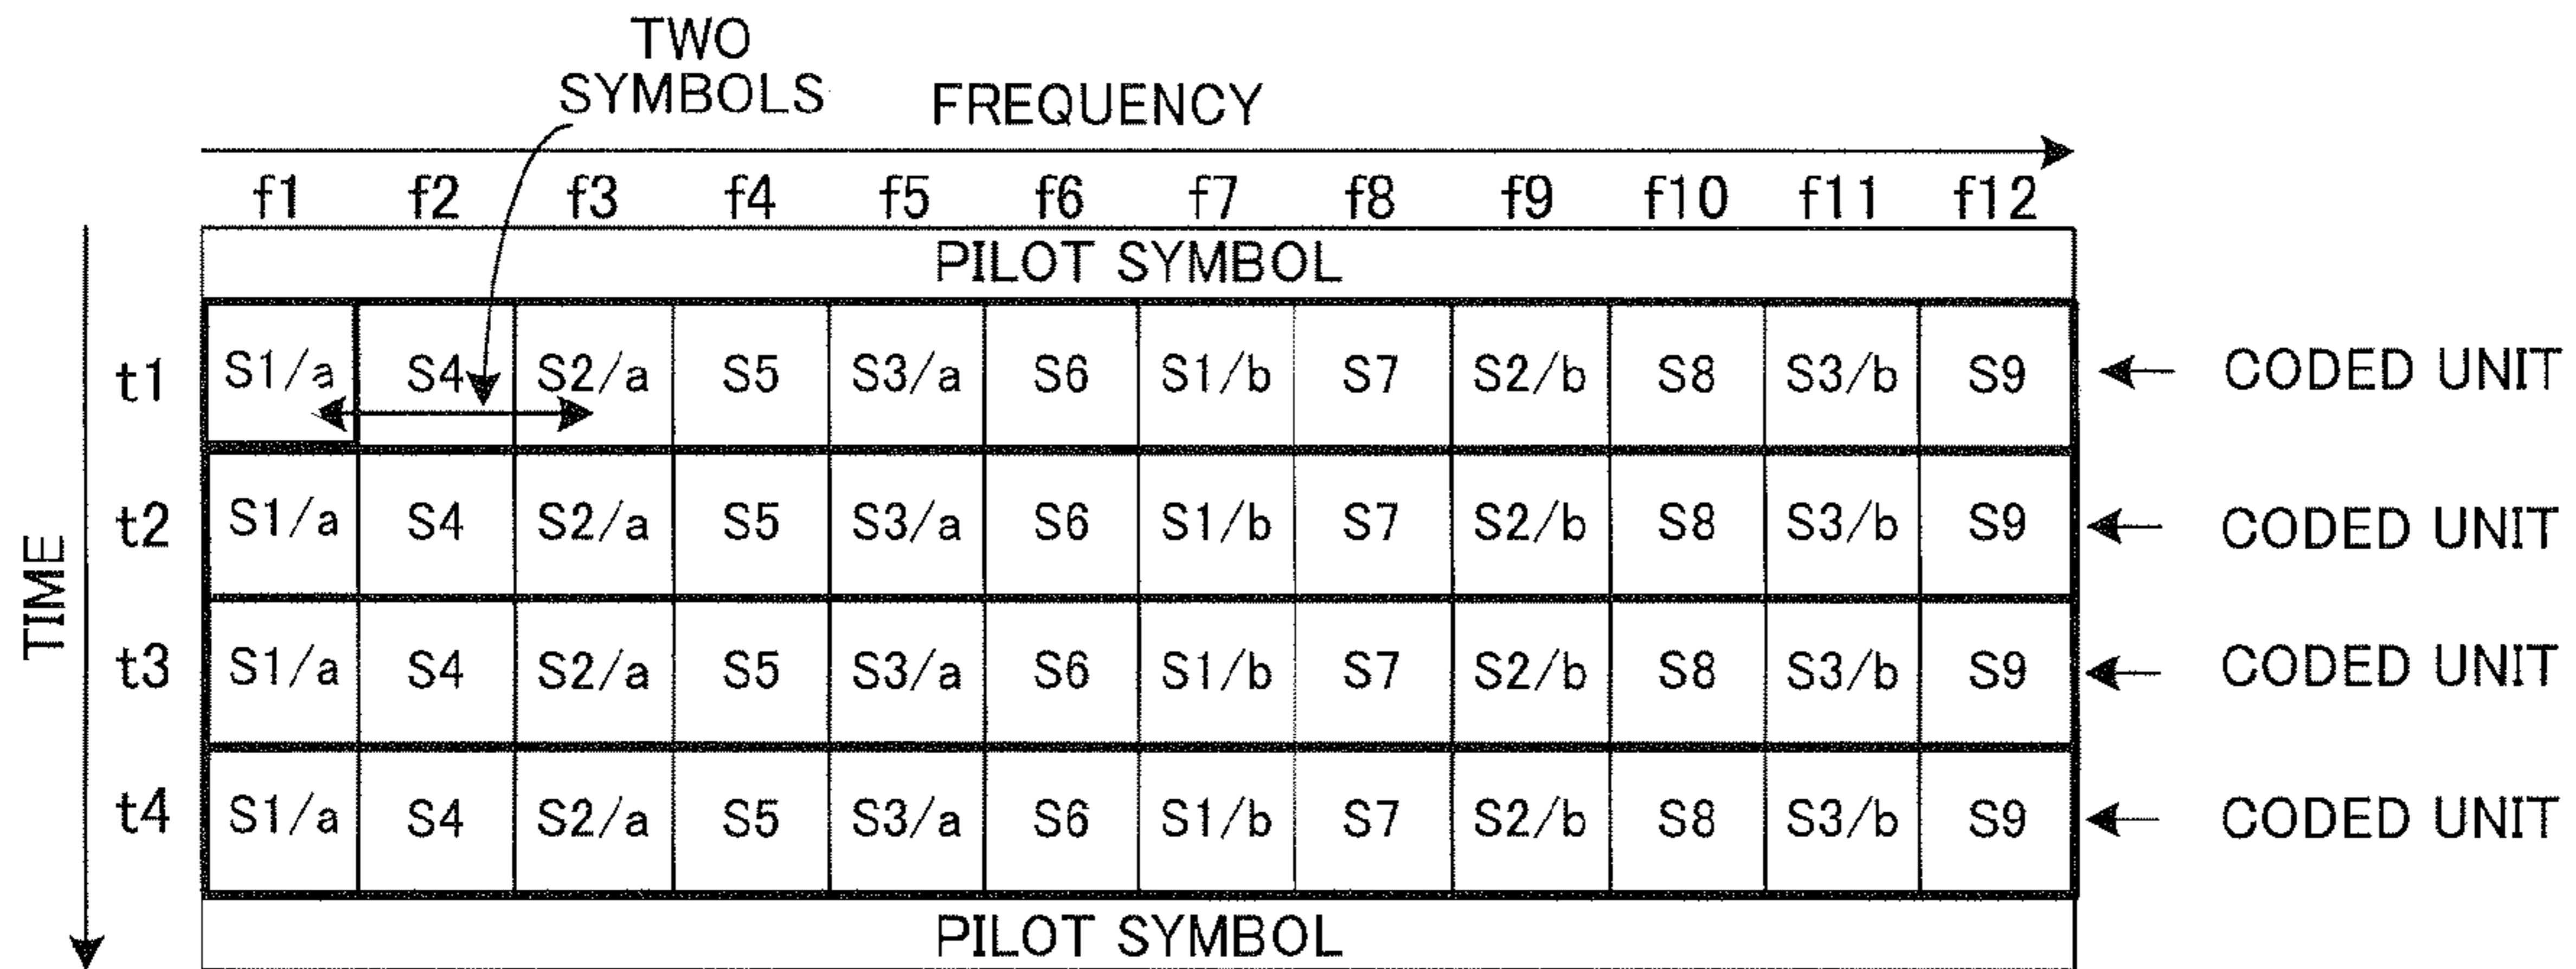 TWO
SYMBOLS
FREQUENCY
f1 f2 f3 f4 f5 f6 f7 f8 f9 f10 f11 f12
PILOT SYMBOL
t1 S1/a S4 S2/a S5 S3/a S6 S1/b S7 S2/b S8 S3/b S9 CODED UNIT
t2 S1/a S4 S2/a S5 S3/a S6 S1/b S7 S2/b S8 S3/b S9 CODED UNIT
TIME
t3 S1/a S4 S2/a S5 S3/a S6 S1/b S7 S2/b S8 S3/b S9 CODED UNIT
t4 S1/a S4 S2/a S5 S3/a S6 S1/b S7 S2/b S8 S3/b S9 CODED UNIT
PILOT SYMBOL